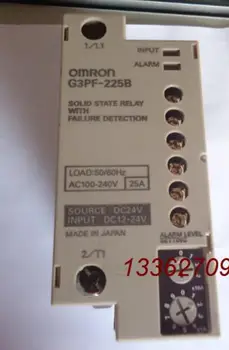 1/L1
INPUT
ALARM
OMRON
G3PF-225B
SOLID STATE RELAY
WITH
FAILURE DETECTION
LOAD:50/60Hz
AC100-240V 25A
SOURCE DC24V
INPUT DC12-24V
MADE IN JAPAN
ALARM LEVEL
SETTING
2/T1
13362709